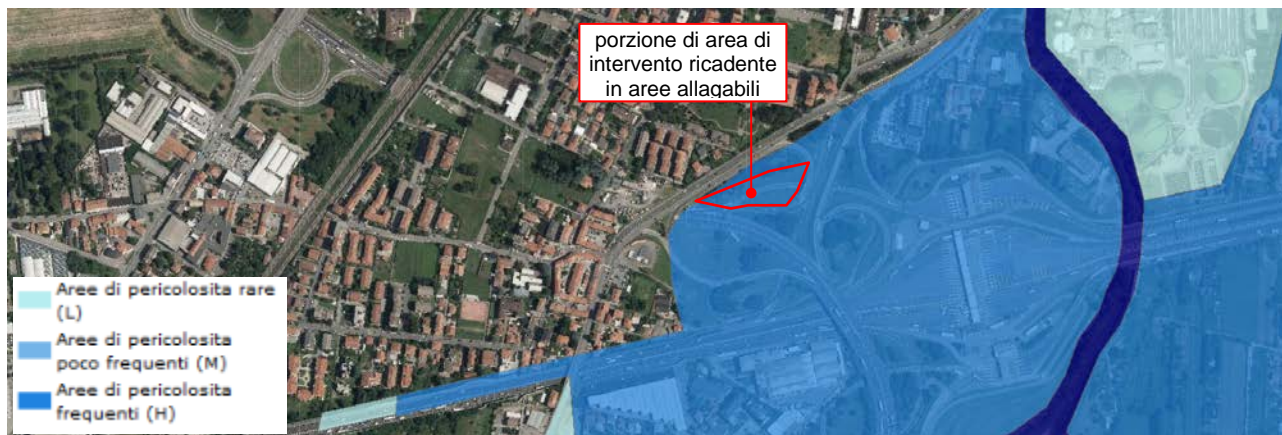 porzione di area di
intervento ricadente
in aree allagabili
Aree di pericolosita rare
(L)
Aree di pericolosita
poco frequenti (M)
Aree di pericolosita
frequenti (H)